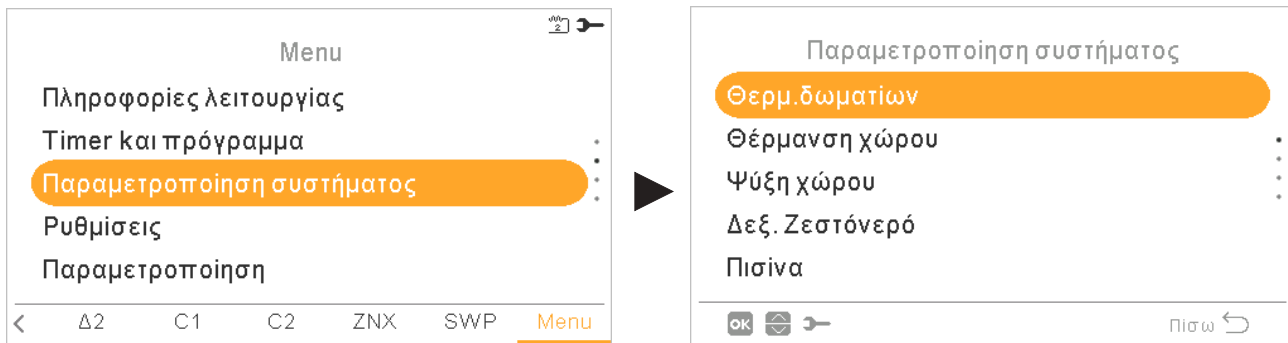 2
Menu
Πληροφορίες λειτουργίας
Timer και πρόγραμμα
Παραμετροποίηση συστήματος
Ρυθμίσεις
Παραμετροποίηση
Δ2 C1 C2 ZNX SWP Menu
Παραμετροποίηση συστήματος
Θερμ.δωματίων
Θέρμανση χώρου
Ψύξη χώρου
Δεξ. Ζεστόνερό
Πισίνα
OK Πίσω